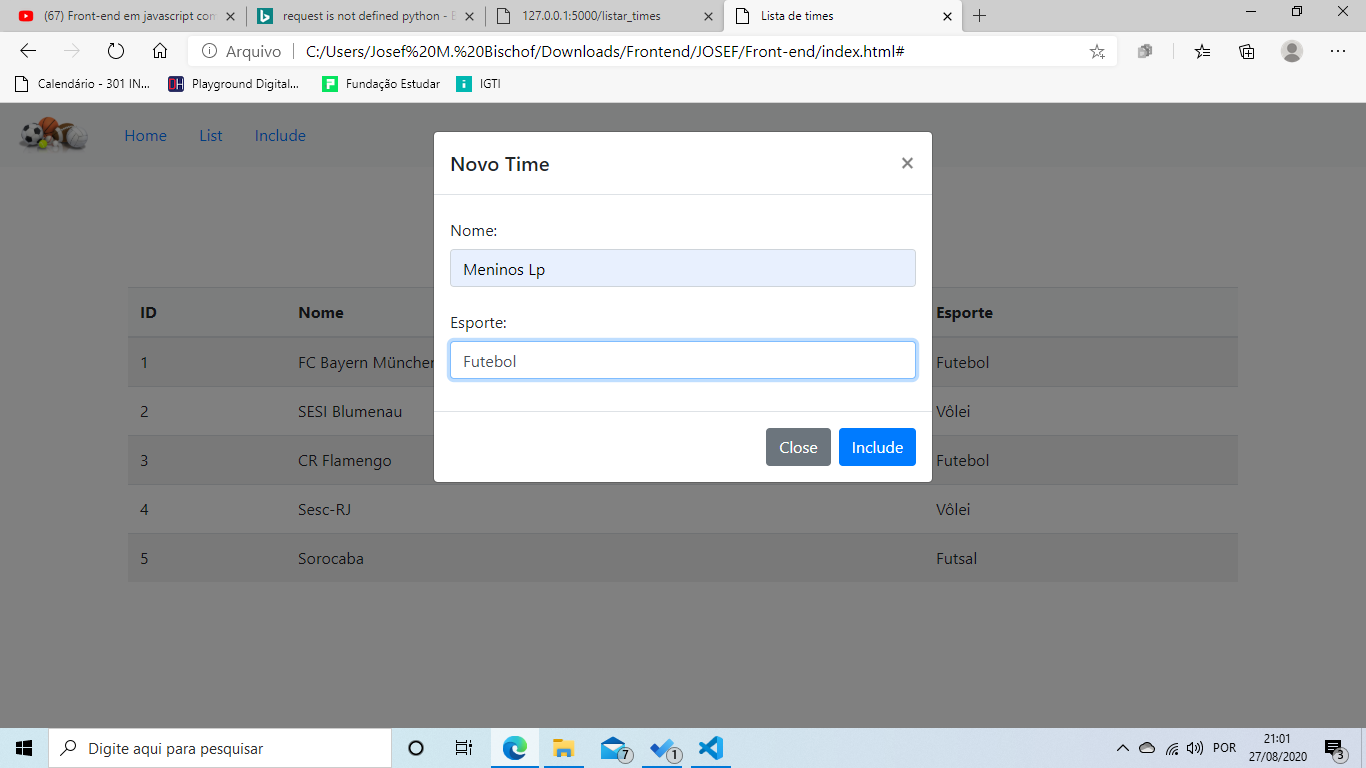 (67) Front-end em javascript con
request is not defined python - B
127.0.0.1:5000/listar_times
Lista de times
Arquivo
C:/Users/Josef%20M.%20Bischof/Downloads/Frontend/JOSEF/Front-end/index.html#
Calendário - 301 IN...
Playground Digital...
Fundação Estudar
IGTI
Home
List
Include
Novo Time
×
Nome:
Meninos Lp
Esporte:
Futebol
Close
Include
ID
Nome
Esporte
1
FC Bayern München
Futebol
2
SESI Blumenau
Vôlei
3
CR Flamengo
Futebol
4
Sesc-RJ
Vôlei
5
Sorocaba
Futsal
Digite aqui para pesquisar
7
1
POR
21:01
27/08/2020
3